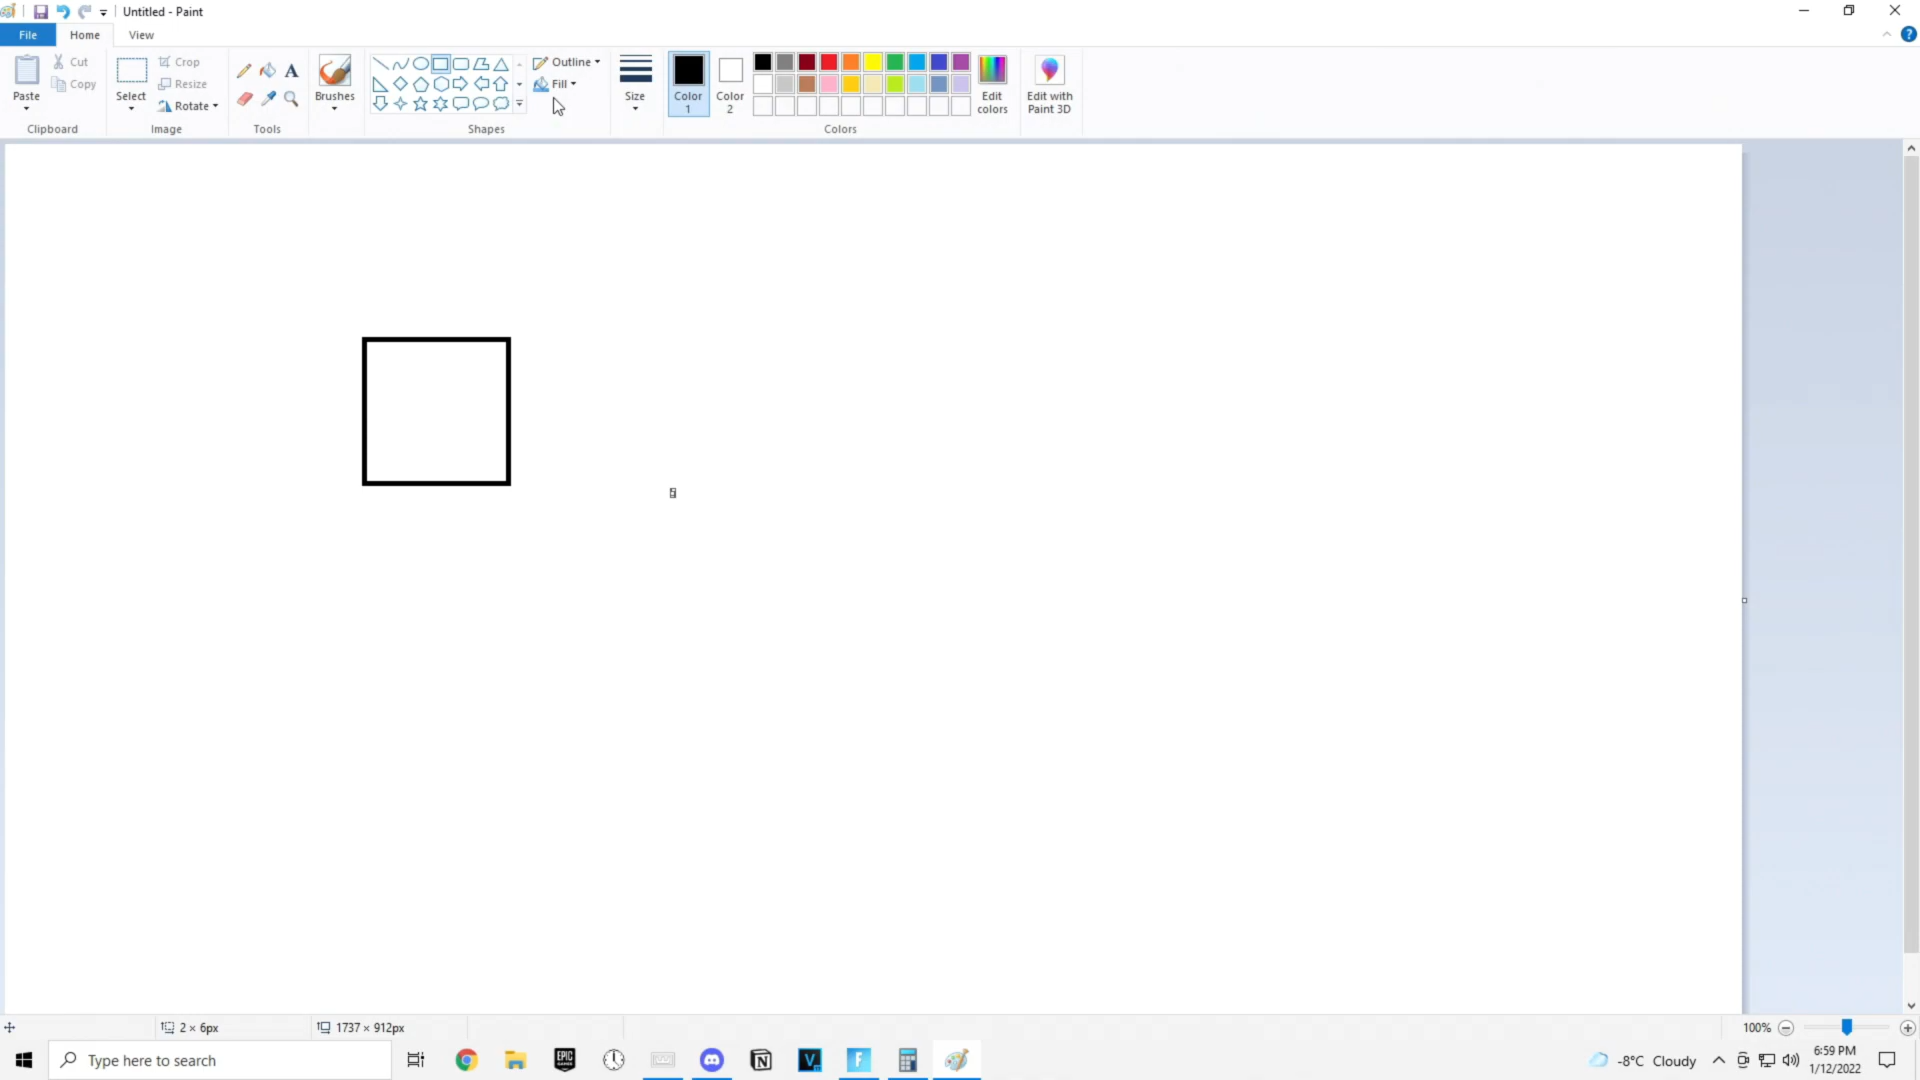 Untitled - Paint
File Home View
Cut
Copy
Paste
Clipboard
Select
Crop
Resize
Rotate
Image
A
Tools
Brushes
Outline
Fill
Shapes
Size
Color 1
Color 2
Edit colors
Colors
Edit with Paint 3D
2 × 6px
1737 × 912px
100%
Type here to search
EPIC GAMES
N
V
F
-8°C Cloudy
6:59 PM
1/12/2022